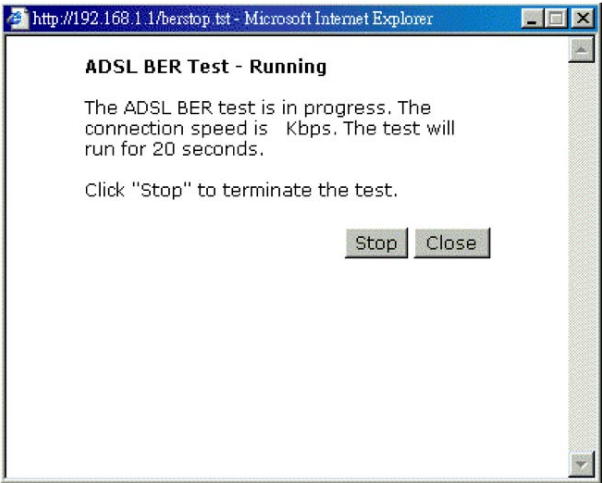 http://192.168.1.1/berstop.tst - Microsoft Internet Explorer
ADSL BER Test - Running
The ADSL BER test is in progress. The
connection speed is Kbps. The test will
run for 20 seconds.
Click "Stop" to terminate the test.
Stop Close